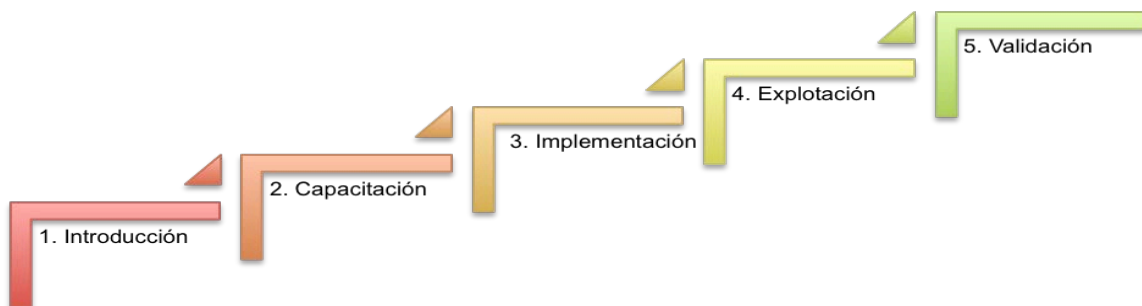 1. Introducción
2. Capacitación
3. Implementación
4. Explotación
5. Validación